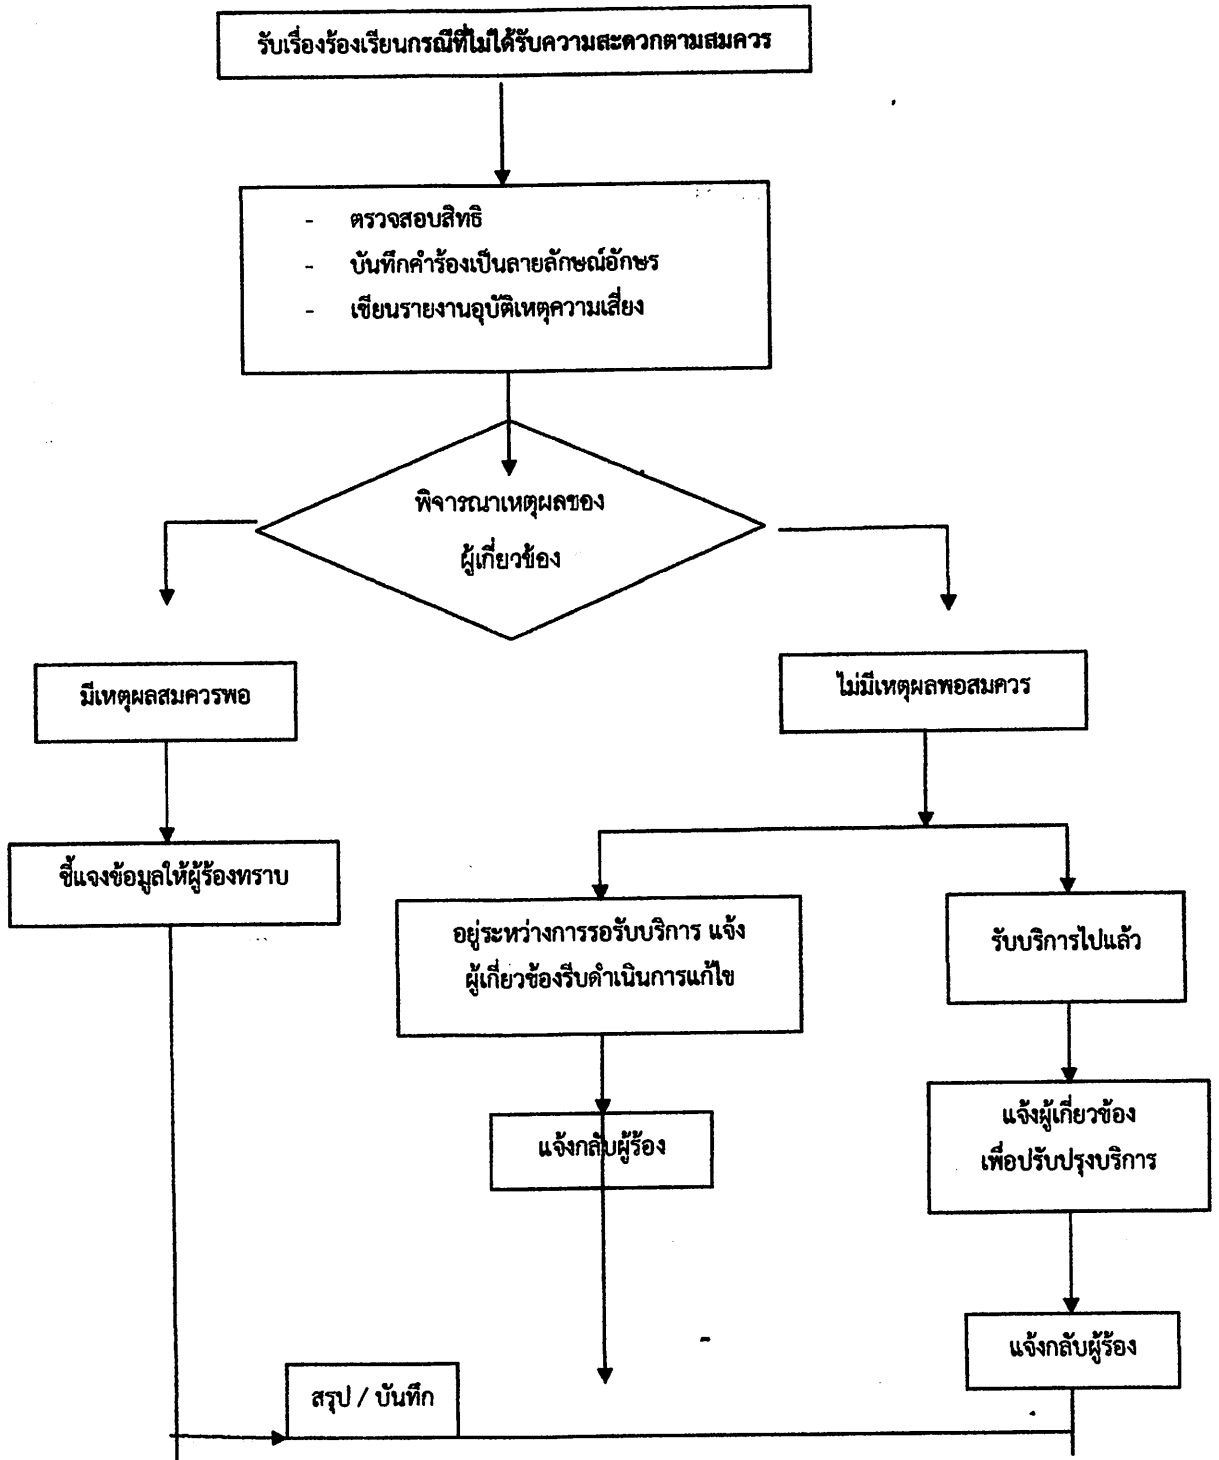 รับเรื่องร้องเรียนกรณีที่ไม่ได้รับความสะดวกตามสมควร
- ตรวจสอบสิทธิ
- บันทึกคำร้องเป็นลายลักษณ์อักษร
- เขียนรายงานอุบัติเหตุความเสี่ยง
พิจารณาเหตุผลของ
ผู้เกี่ยวข้อง
มีเหตุผลสมควรพอ
ไม่มีเหตุผลพอสมควร
ชี้แจงข้อมูลให้ผู้ร้องทราบ
อยู่ระหว่างการรอรับบริการ แจ้ง
ผู้เกี่ยวข้องรีบดำเนินการแก้ไข
รับบริการไปแล้ว
แจ้งกลับผู้ร้อง
แจ้งผู้เกี่ยวข้อง
เพื่อปรับปรุงบริการ
แจ้งกลับผู้ร้อง
สรุป / บันทึก